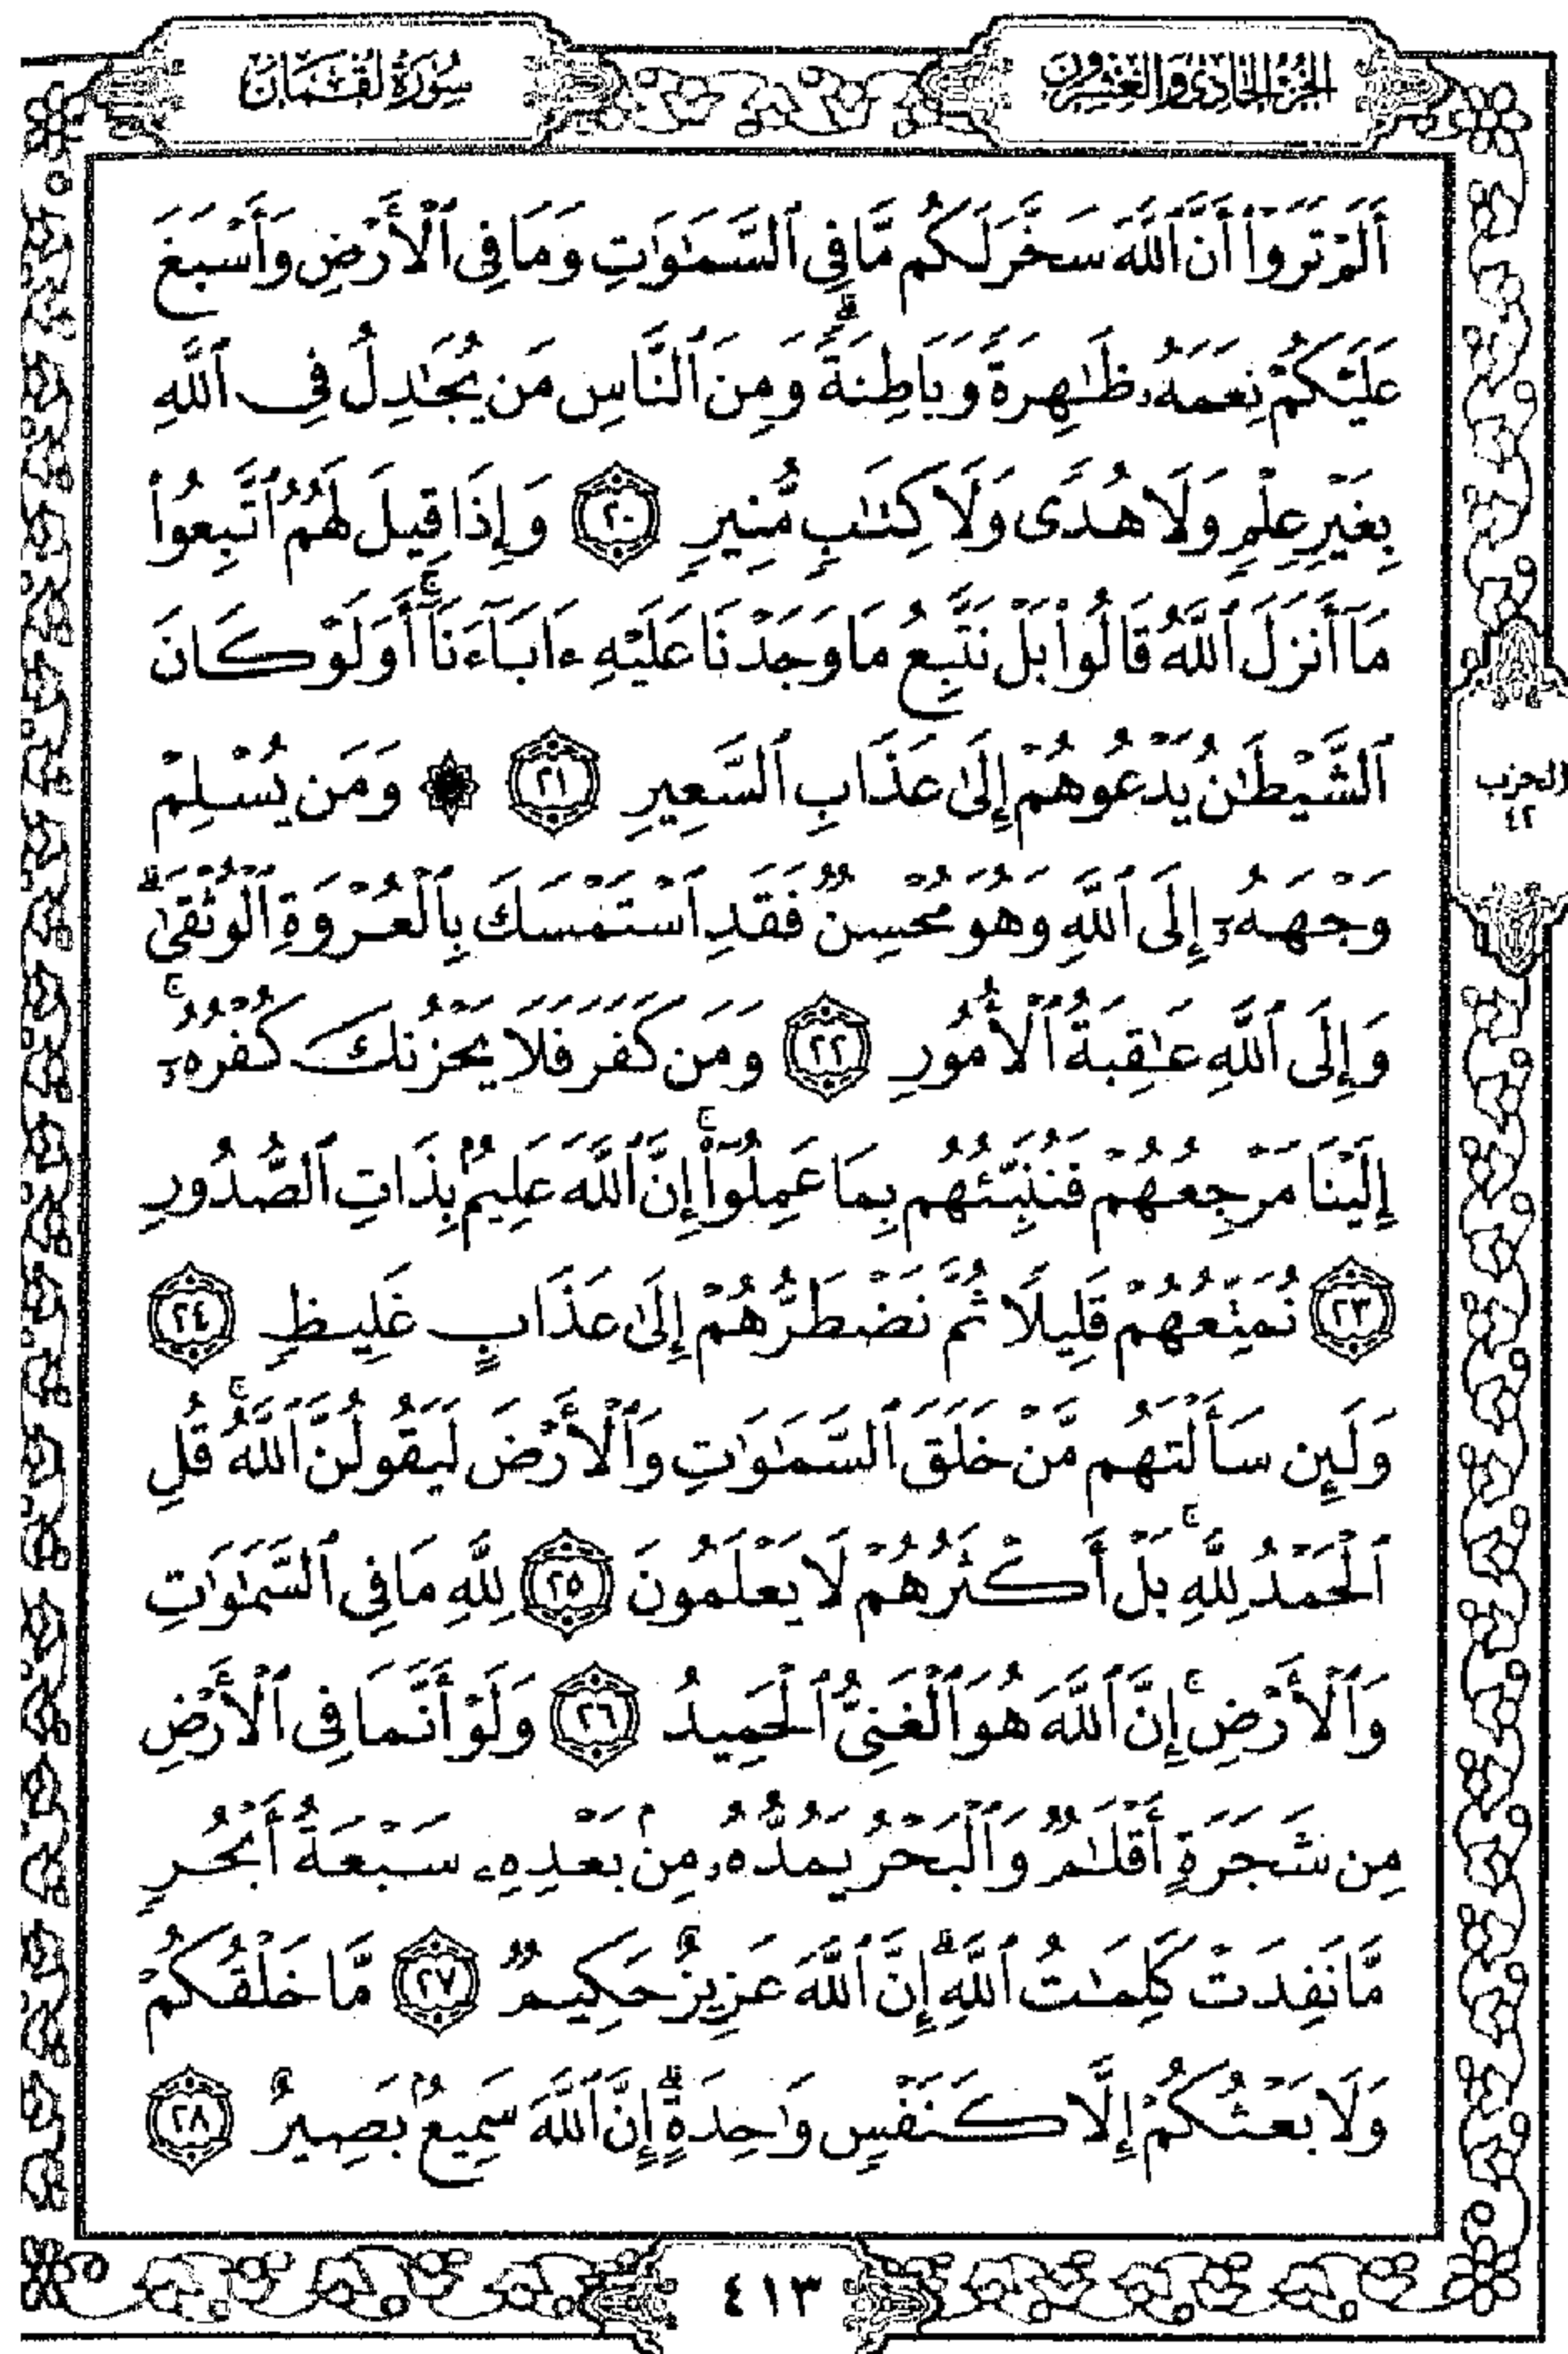 الجزء الحادي والعشرون
سورة لقمان
أَلَمْ تَرَوْا۟ أَنَّ ٱللَّهَ سَخَّرَ لَكُم مَّا فِى ٱلسَّمَـٰوَٰتِ وَمَا فِى ٱلْأَرْضِ وَأَسْبَغَ
عَلَيْكُمْ نِعَمَهُۥ ظَـٰهِرَةً وَبَاطِنَةً ۗ وَمِنَ ٱلنَّاسِ مَن يُجَـٰدِلُ فِى ٱللَّهِ
بِغَيْرِ عِلْمٍ وَلَا هُدًى وَلَا كِتَـٰبٍ مُّنِيرٍ ٢٠ وَإِذَا قِيلَ لَهُمُ ٱتَّبِعُوا۟
مَآ أَنزَلَ ٱللَّهُ قَالُوا۟ بَلْ نَتَّبِعُ مَا وَجَدْنَا عَلَيْهِ ءَابَآءَنَآ ۚ أَوَلَوْ كَانَ
ٱلشَّيْطَـٰنُ يَدْعُوهُمْ إِلَىٰ عَذَابِ ٱلسَّعِيرِ ٢١ ۞ وَمَن يُسْلِمْ
الحزب
٤٢
وَجْهَهُۥٓ إِلَى ٱللَّهِ وَهُوَ مُحْسِنٌ فَقَدِ ٱسْتَمْسَكَ بِٱلْعُرْوَةِ ٱلْوُثْقَىٰ ۗ
وَإِلَى ٱللَّهِ عَـٰقِبَةُ ٱلْأُمُورِ ٢٢ وَمَن كَفَرَ فَلَا يَحْزُنكَ كُفْرُهُۥٓ ۚ
إِلَيْنَا مَرْجِعُهُمْ فَنُنَبِّئُهُم بِمَا عَمِلُوٓا۟ ۚ إِنَّ ٱللَّهَ عَلِيمٌۢ بِذَاتِ ٱلصُّدُورِ
٢٣ نُمَتِّعُهُمْ قَلِيلًا ثُمَّ نَضْطَرُّهُمْ إِلَىٰ عَذَابٍ غَلِيظٍ ٢٤
وَلَئِن سَأَلْتَهُم مَّنْ خَلَقَ ٱلسَّمَـٰوَٰتِ وَٱلْأَرْضَ لَيَقُولُنَّ ٱللَّهُ ۚ قُلِ
ٱلْحَمْدُ لِلَّهِ ۚ بَلْ أَكْثَرُهُمْ لَا يَعْلَمُونَ ٢٥ لِلَّهِ مَا فِى ٱلسَّمَـٰوَٰتِ
وَٱلْأَرْضِ ۚ إِنَّ ٱللَّهَ هُوَ ٱلْغَنِىُّ ٱلْحَمِيدُ ٢٦ وَلَوْ أَنَّمَا فِى ٱلْأَرْضِ
مِن شَجَرَةٍ أَقْلَـٰمٌ وَٱلْبَحْرُ يَمُدُّهُۥ مِنۢ بَعْدِهِۦ سَبْعَةُ أَبْحُرٍ
مَّا نَفِدَتْ كَلِمَـٰتُ ٱللَّهِ ۗ إِنَّ ٱللَّهَ عَزِيزٌ حَكِيمٌ ٢٧ مَّا خَلْقُكُمْ
وَلَا بَعْثُكُمْ إِلَّا كَنَفْسٍ وَٰحِدَةٍ ۗ إِنَّ ٱللَّهَ سَمِيعٌۢ بَصِيرٌ ٢٨
٤١٣